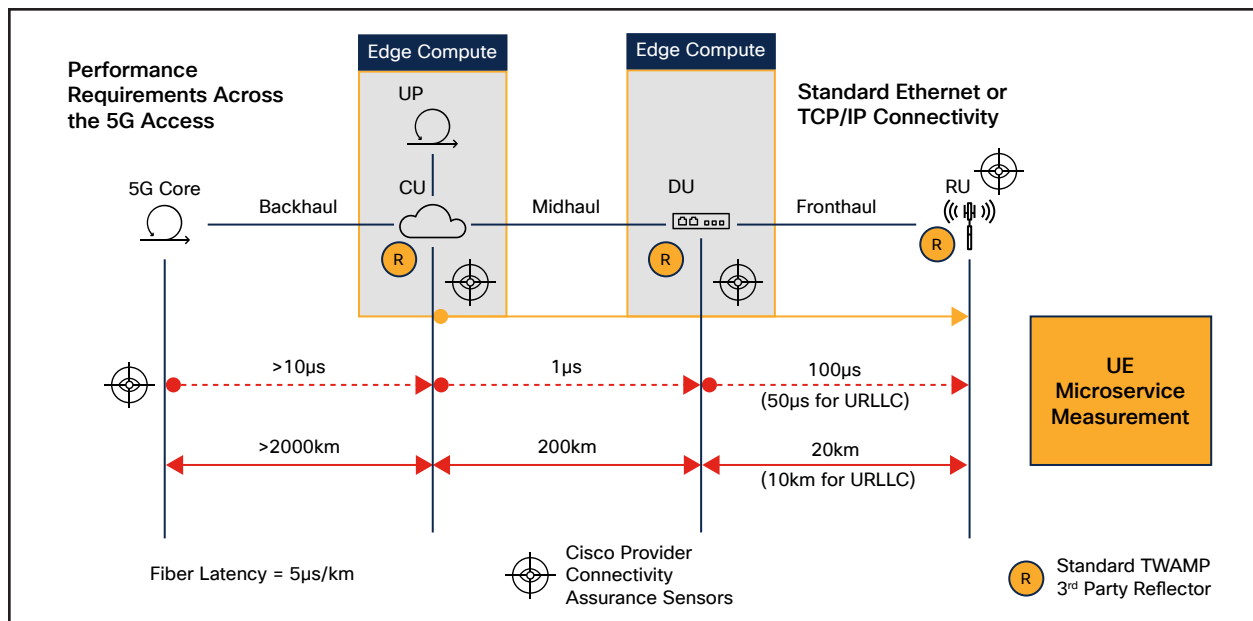 Edge Compute
Edge Compute
Performance
Requirements Across
the 5G Access
Standard Ethernet or
TCP/IP Connectivity
UP
5G Core
CU
DU
RU
Backhaul
Midhaul
Fronthaul
R
R
R
>10µs
1µs
100µs
(50µs for URLLC)
UE
Microservice
Measurement
>2000km
200km
20km
(10km for URLLC)
Fiber Latency = 5µs/km
Cisco Provider
Connectivity
Assurance Sensors
R
Standard TWAMP
3rd Party Reflector